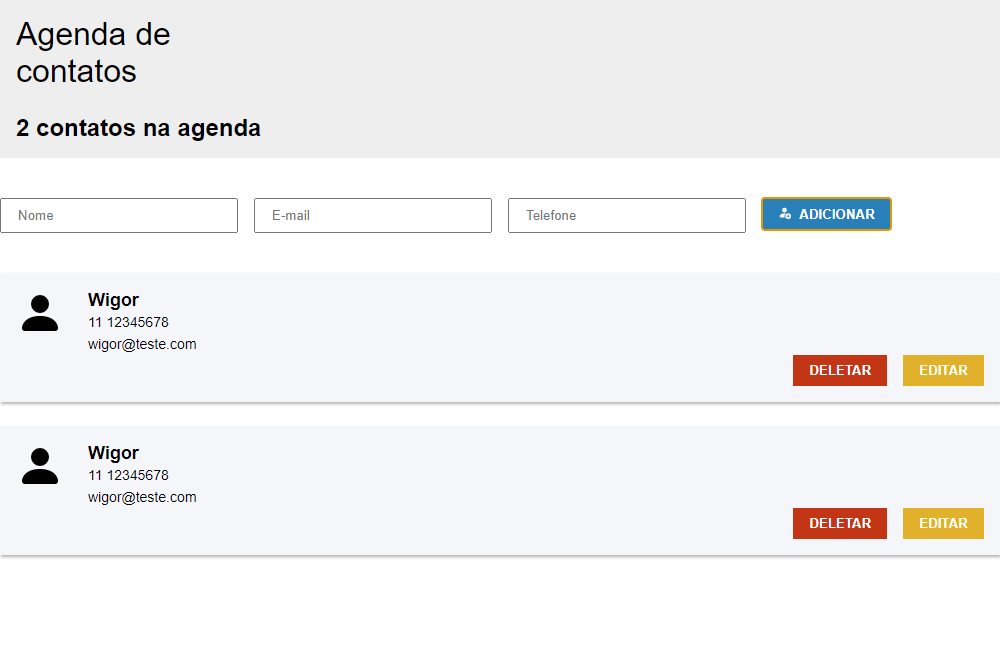 Agenda de
contatos
2 contatos na agenda
Nome
E-mail
Telefone
ADICIONAR
Wigor
11 12345678
wigor@teste.com
DELETAR
EDITAR
Wigor
11 12345678
wigor@teste.com
DELETAR
EDITAR